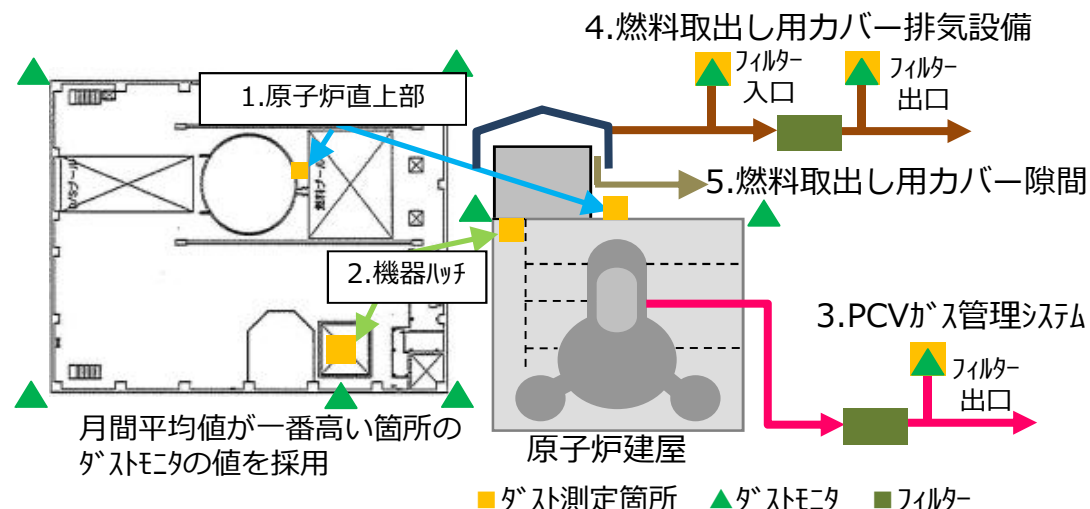 4.燃料取出し用カバー排気設備
フィルター
入口
フィルター
出口
1.原子炉直上部
5.燃料取出し用カバー隙間
2.機器ﾊｯﾁ
3.PCVｶﾞｽ管理ｼｽﾃﾑ
フィルター
出口
月間平均値が一番高い箇所の
ﾀﾞｽﾄﾓﾆﾀの値を採用
原子炉建屋
ﾀﾞｽﾄ測定箇所
ﾀﾞｽﾄﾓﾆﾀ
フィルター